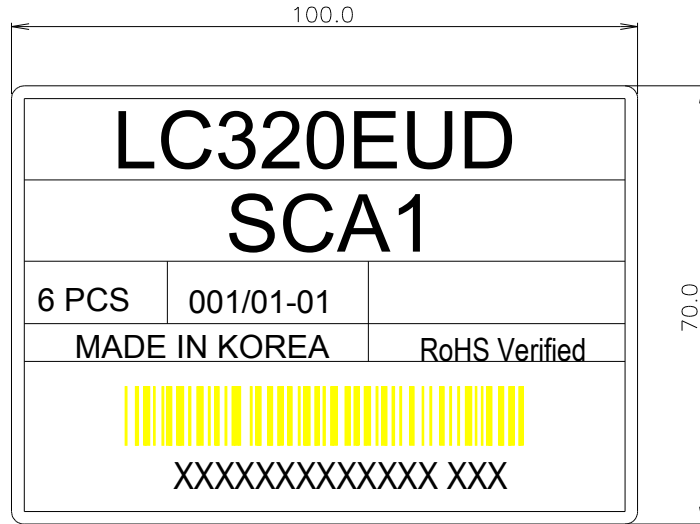 100.0
LC320EUD
SCA1
6 PCS 001/01-01
70.0
MADE IN KOREA RoHS Verified
XXXXXXXXXXXXX XXX